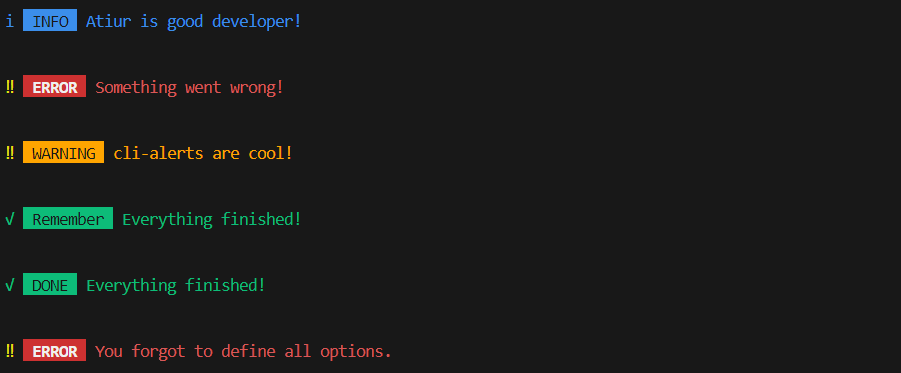 i INFO Atiur is good developer!
‼ ERROR Something went wrong!
‼ WARNING cli-alerts are cool!
√ Remember Everything finished!
√ DONE Everything finished!
‼ ERROR You forgot to define all options.